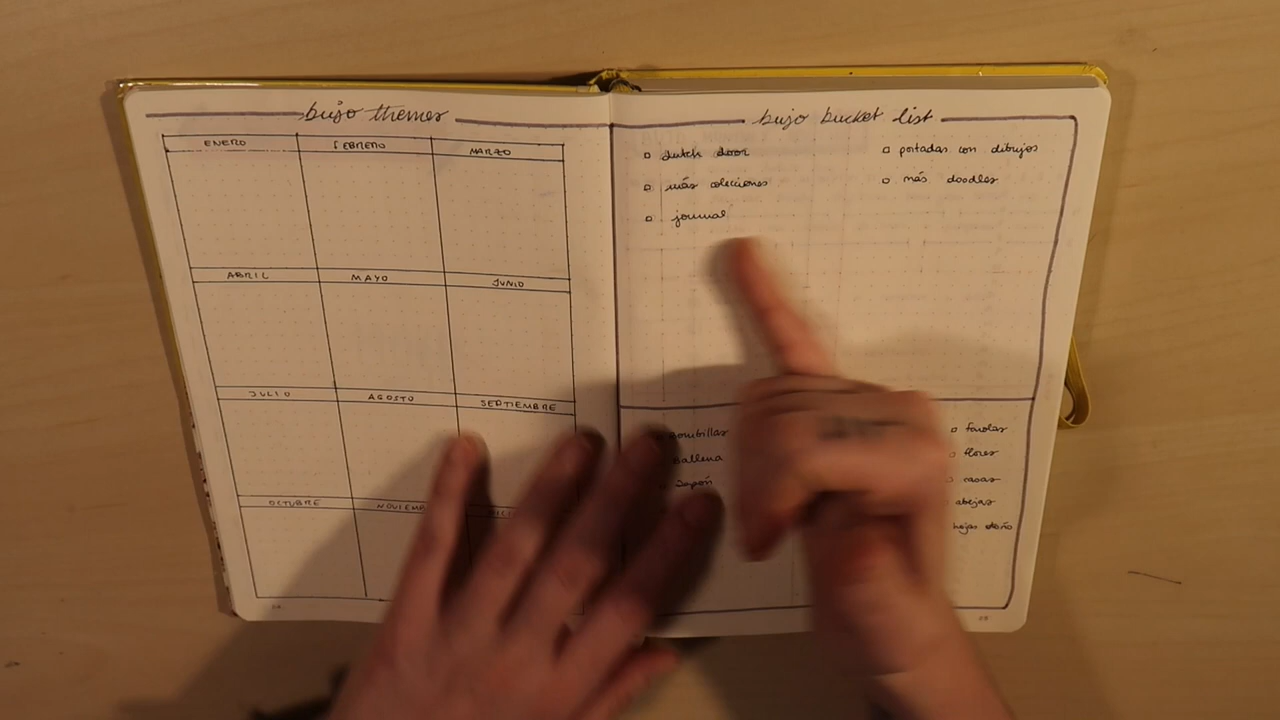 bujo themes
ENERO FEBRERO MARZO
ABRIL MAYO JUNIO
JULIO AGOSTO SEPTIEMBRE
OCTUBRE
bujo bucket list
dutch door
más colecciones
journal
portadas con dibujos
más doodles
bombillas
Ballena
Japón
farolas
flores
casas
abejas
hojas otoño